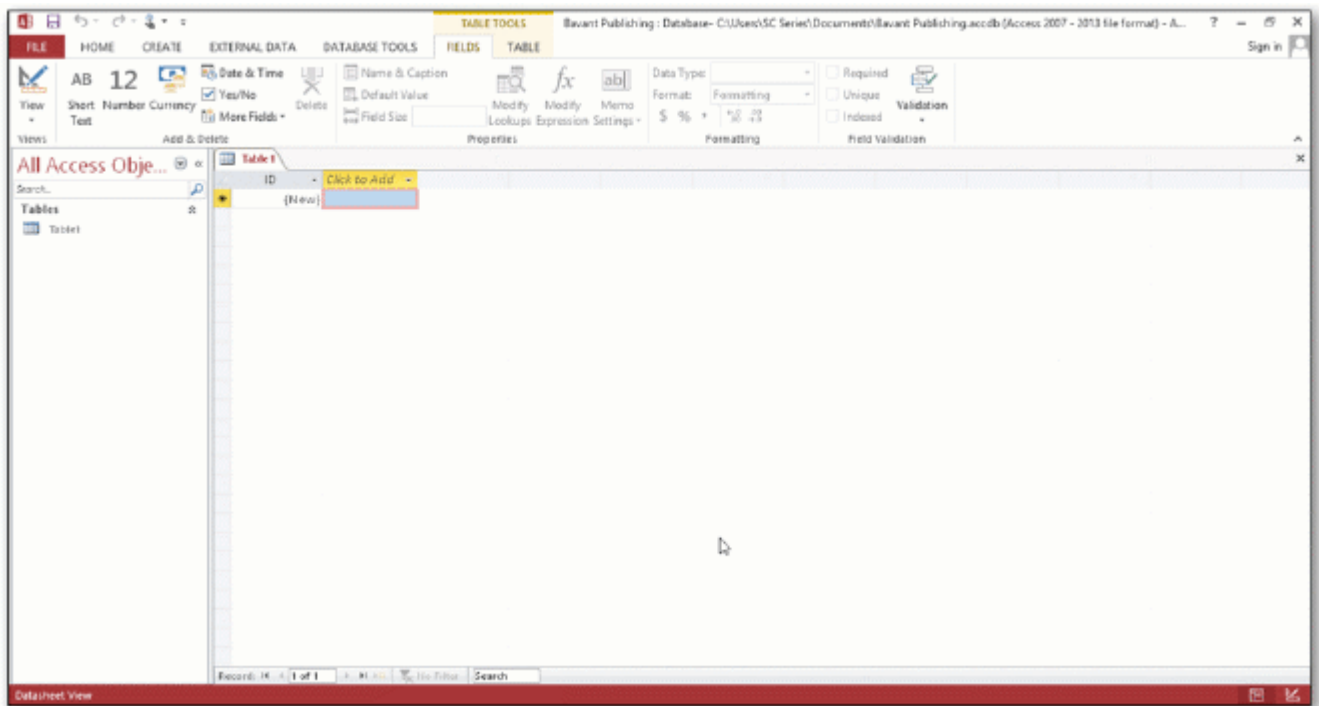 TABLE TOOLS
Bavant Publishing : Database- C:\Users\SC Series\Documents\Bavant Publishing.accdb (Access 2007 - 2013 file format) - A... ?
FILE HOME CREATE EXTERNAL DATA DATABASE TOOLS FIELDS TABLE Sign in
View
AB Short Text
12 Number
Currency
Date & Time
Yes/No
More Fields
Delete
Name & Caption
Default Value
Field Size
Modify Lookups
fx Modify Expression
ab Memo Settings
Data Type:
Format: Formatting
$ %
Required
Unique
Indexed
Validation
Views Add & Delete Properties Formatting Field Validation
All Access Obje...
Search...
Tables
Table1
Table1
ID Click to Add
(New)
Record: 1 of 1 No Filter Search
Datasheet View